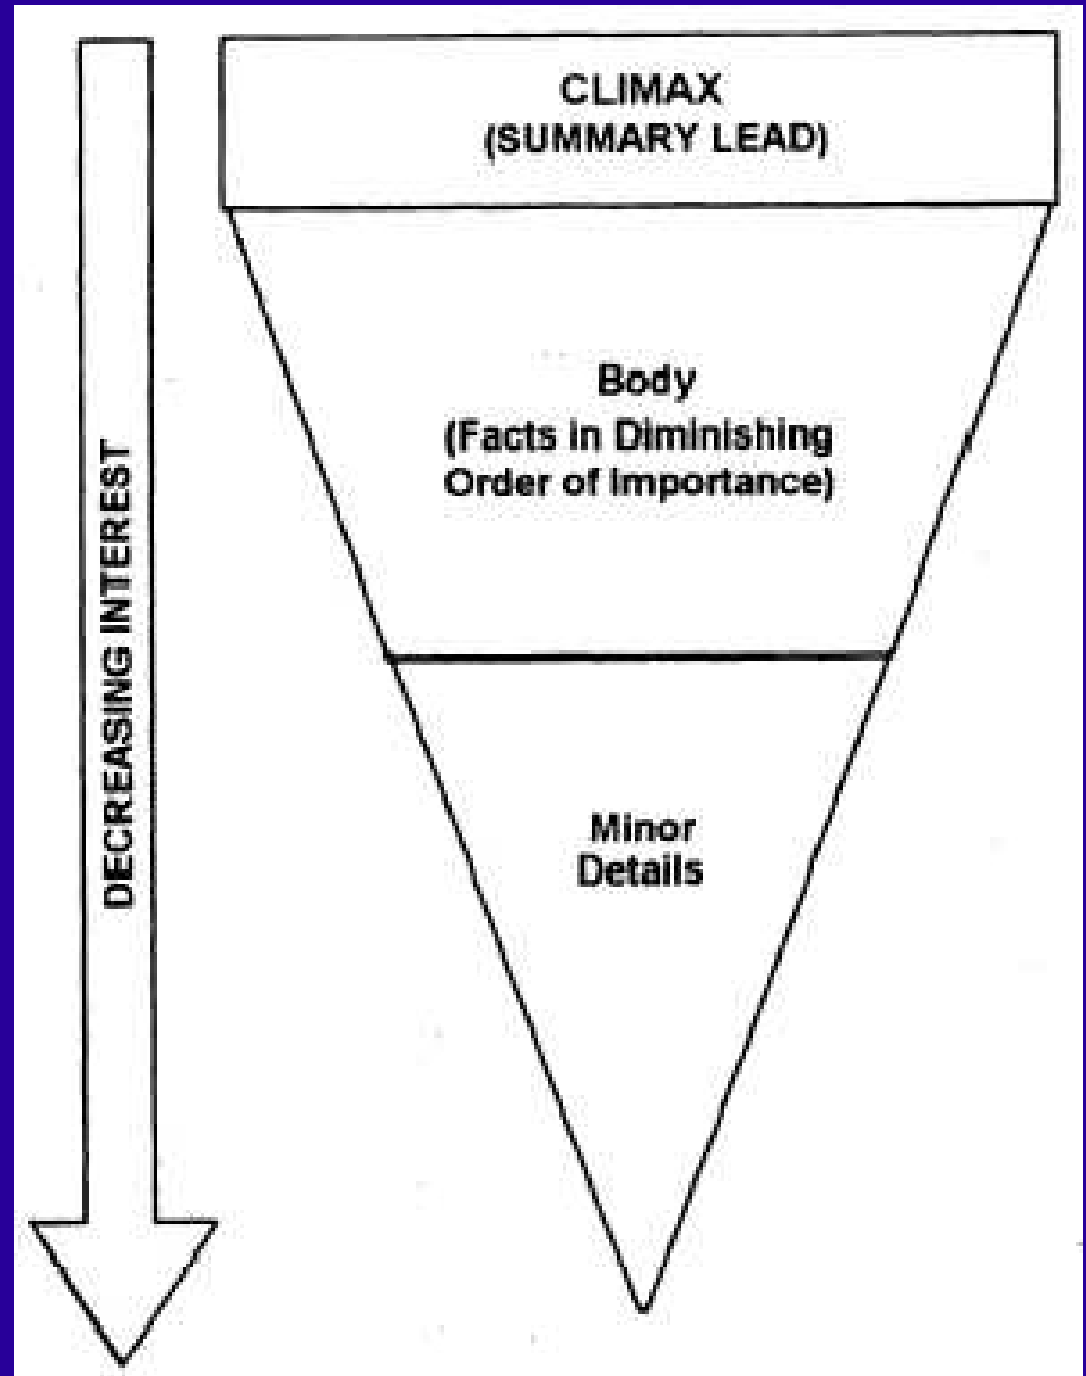 CLIMAX
(SUMMARY LEAD)
Body
(Facts in Diminishing
Order of Importance)
Minor
Details
DECREASING INTEREST